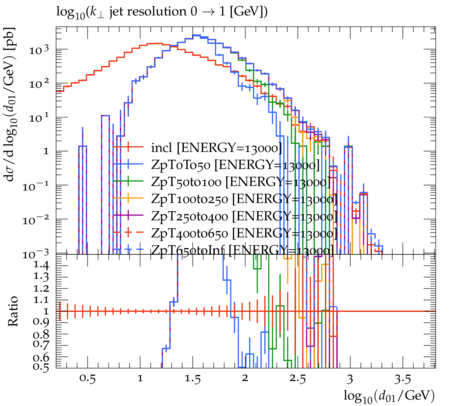 log₁₀(k⊥ jet resolution 0 → 1 [GeV])
dσ/d log₁₀(d₀₁/GeV) [pb]
10³
10²
10¹
1
10⁻¹
10⁻²
10⁻³
incl [ENERGY=13000]
ZpT0To50 [ENERGY=13000]
ZpT50to100 [ENERGY=13000]
ZpT100to250 [ENERGY=13000]
ZpT250to400 [ENERGY=13000]
ZpT400to650 [ENERGY=13000]
ZpT650toInf [ENERGY=13000]
Ratio
1.4
1.3
1.2
1.1
1
0.9
0.8
0.7
0.6
0.5
0.5 1 1.5 2 2.5 3 3.5
log₁₀(d₀₁/GeV)